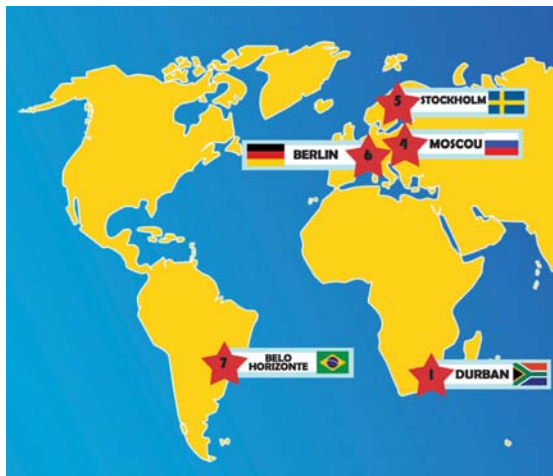 5 STOCKHOLM
4 MOSCOU
BERLIN 6
7 BELO
HORIZONTE
1 DURBAN